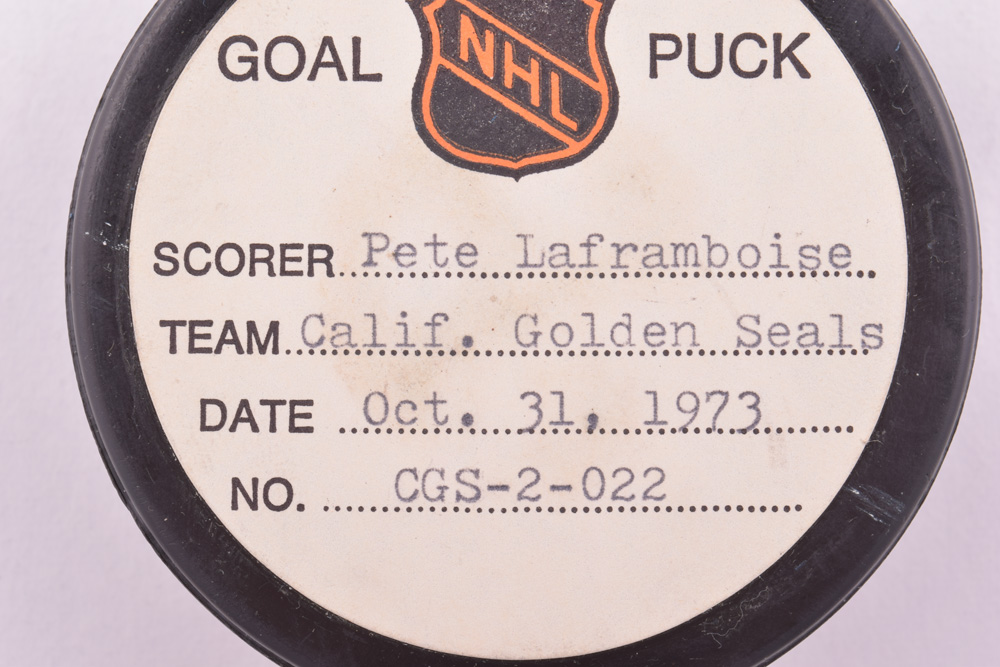 GOAL NHL PUCK
SCORER Pete Laframboise
TEAM Calif. Golden Seals
DATE Oct. 31, 1973
NO. CGS-2-022